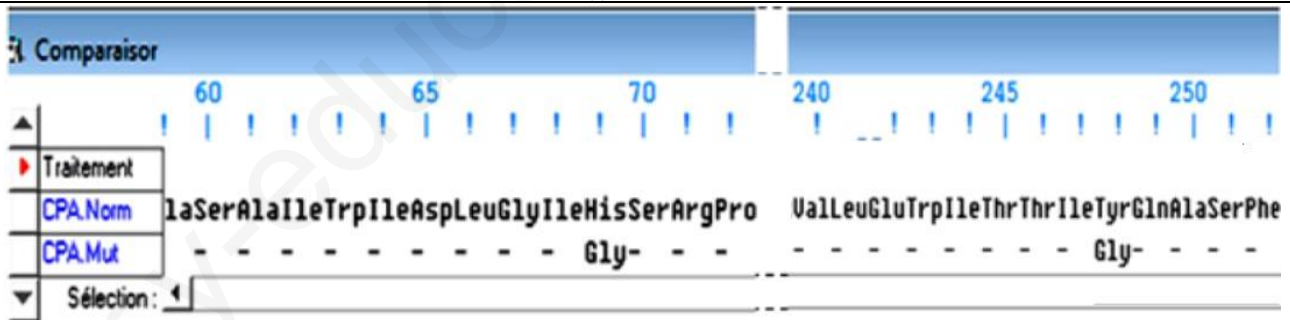 Comparaisor
60 65 70 240 245 250
Traitement
CPA.Norm laSerAlaIleTrpIleAspLeuGlyIleHisSerArgPro ValLeuGluTrpIleThrThrIleTyrGlnAlaSerPhe
CPA.Mut - - - - - - - - - Gly- - - - - - - - - - - Gly- - - -
Sélection :